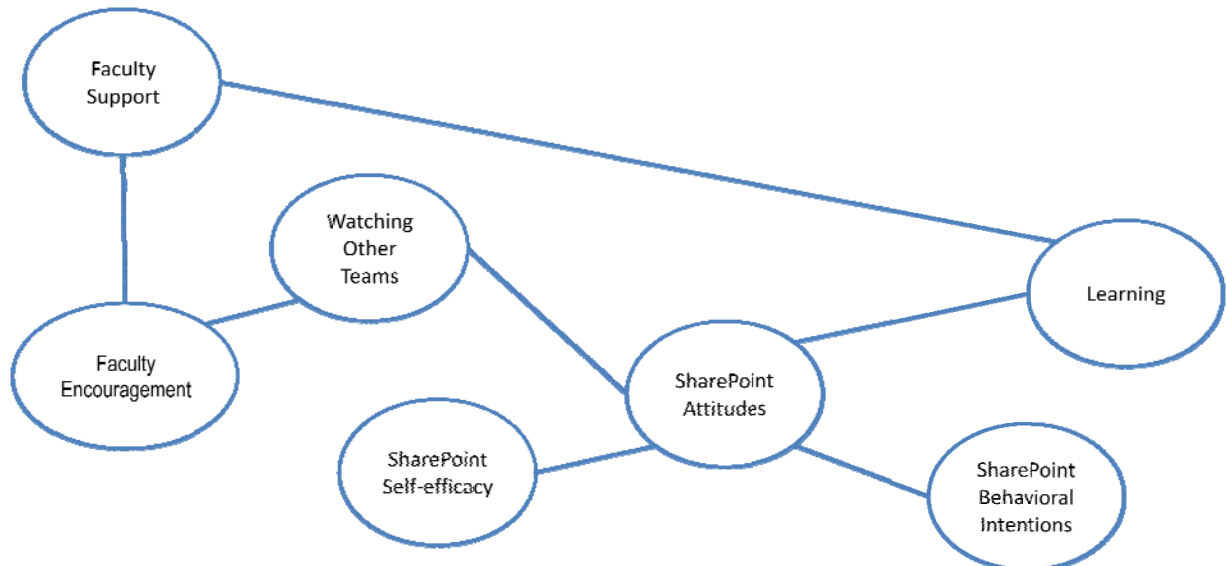 Faculty
Support
Watching
Other
Teams
Learning
Faculty
Encouragement
SharePoint
Attitudes
SharePoint
Self-efficacy
SharePoint
Behavioral
Intentions